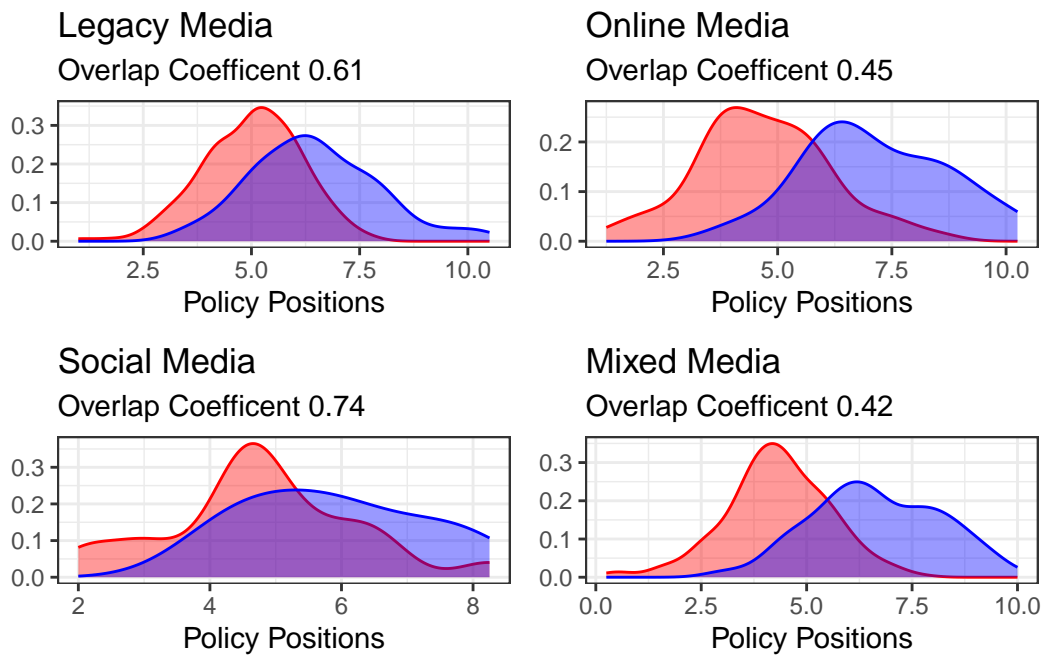 Legacy Media
Overlap Coefficent 0.61
0.3
0.2
0.1
0.0
2.5 5.0 7.5 10.0
Policy Positions
Online Media
Overlap Coefficent 0.45
0.2
0.1
0.0
2.5 5.0 7.5 10.0
Policy Positions
Social Media
Overlap Coefficent 0.74
0.3
0.2
0.1
0.0
2 4 6 8
Policy Positions
Mixed Media
Overlap Coefficent 0.42
0.3
0.2
0.1
0.0
0.0 2.5 5.0 7.5 10.0
Policy Positions